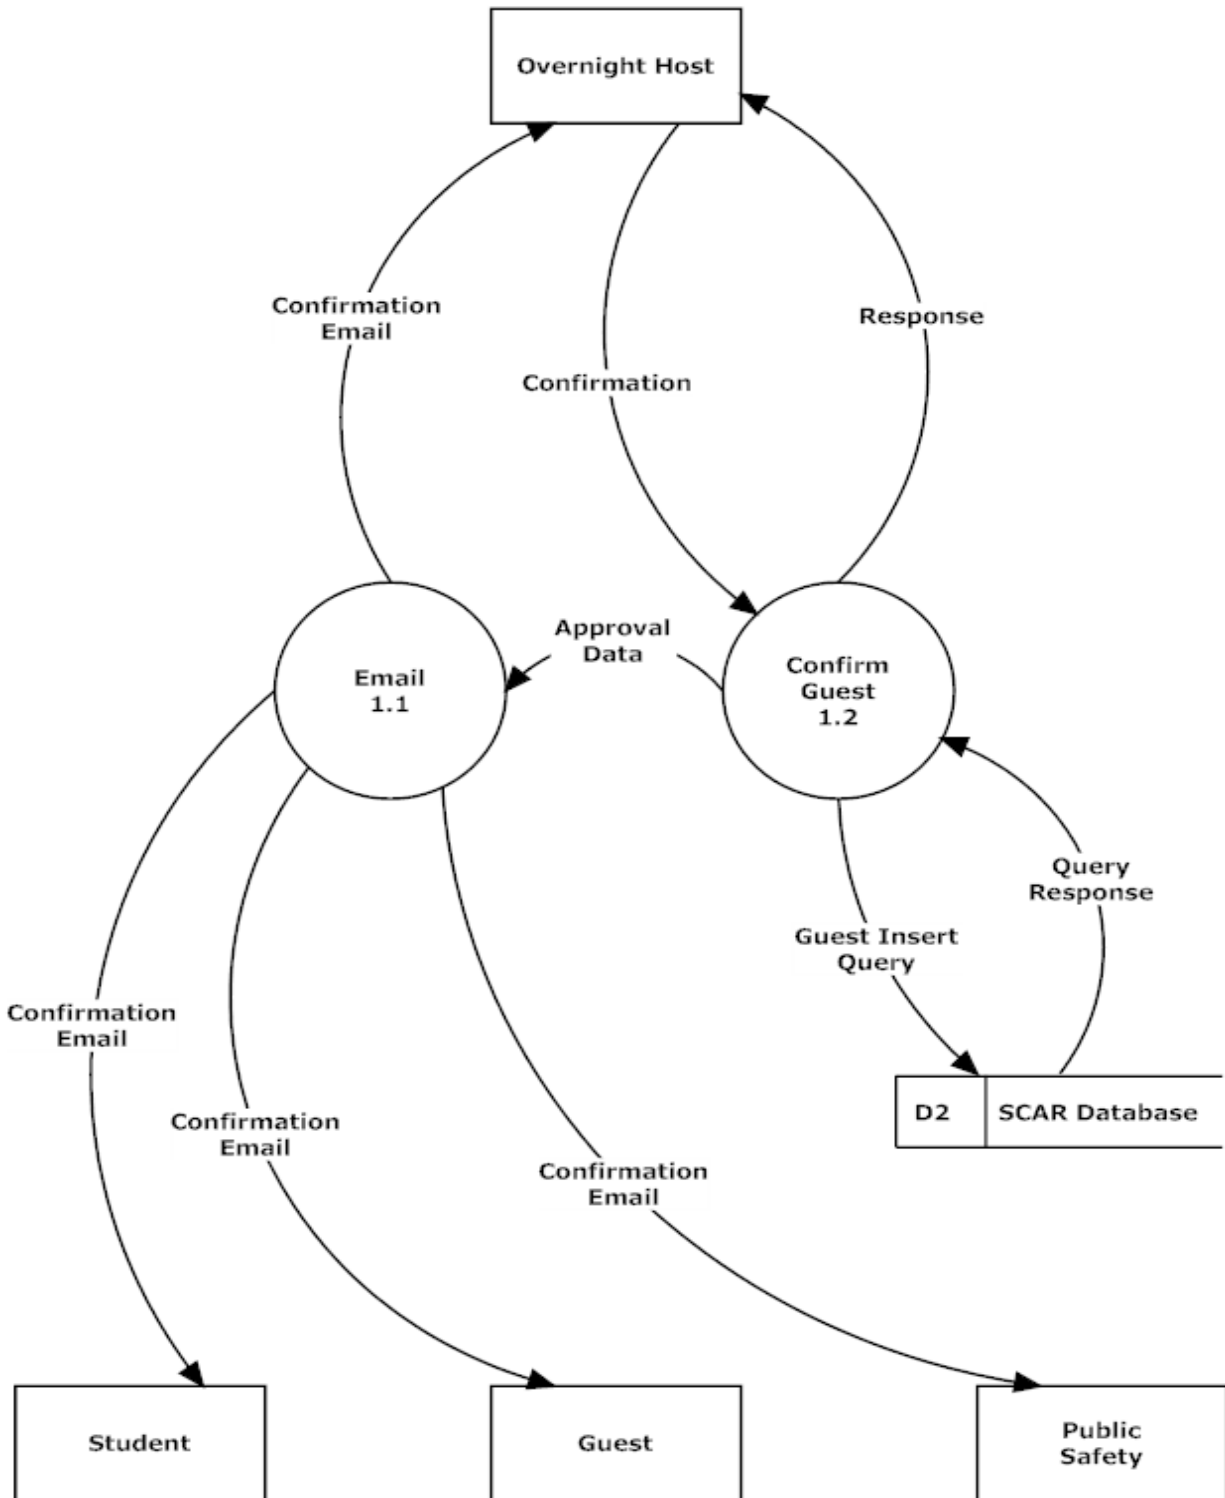 Overnight Host
Confirmation
Email
Response
Confirmation
Approval
Data
Email
1.1
Confirm
Guest
1.2
Query
Response
Guest Insert
Query
Confirmation
Email
D2
SCAR Database
Confirmation
Email
Confirmation
Email
Student
Guest
Public
Safety